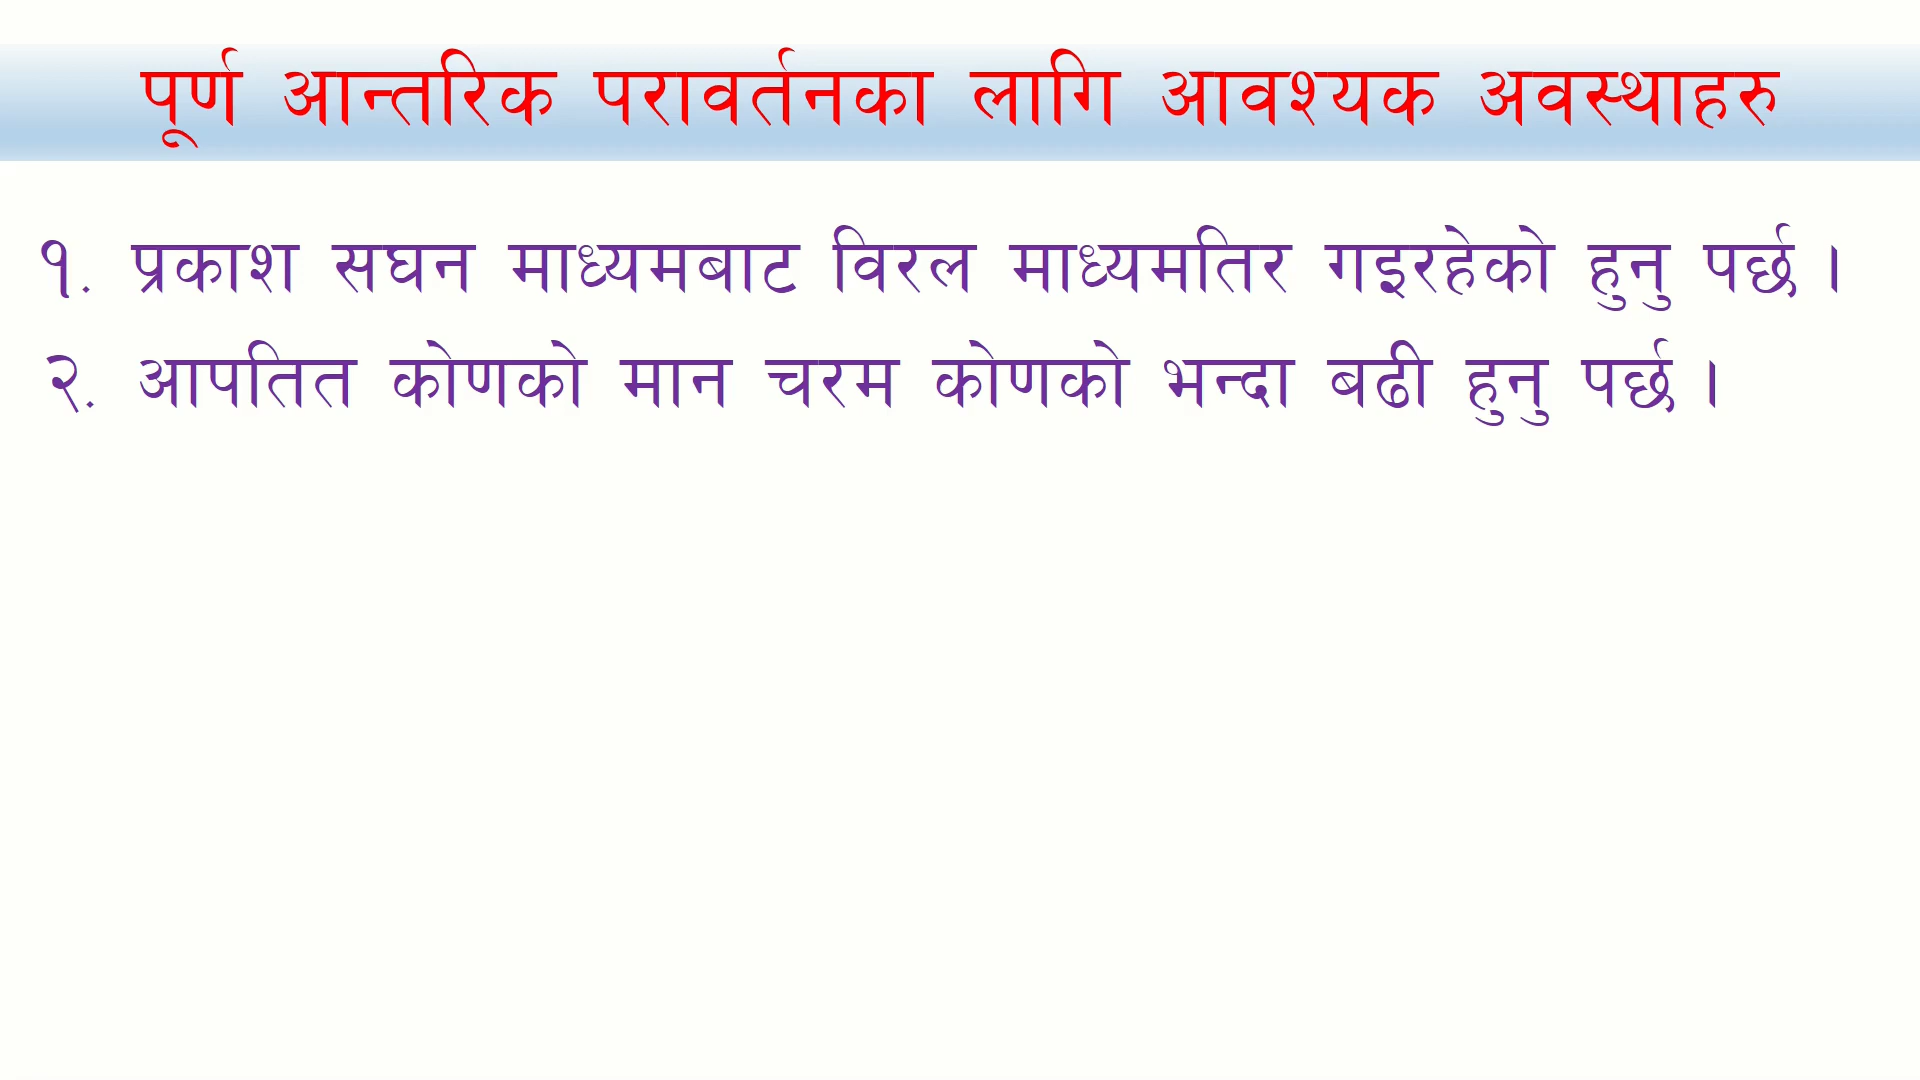 पूर्ण आन्तरिक परावर्तनका लागि आवश्यक अवस्थाहरु
१. प्रकाश सघन माध्यमबाट विरल माध्यमतिर गइरहेको हुनु पर्छ ।
२. आपतित कोणको मान चरम कोणको भन्दा बढी हुनु पर्छ ।